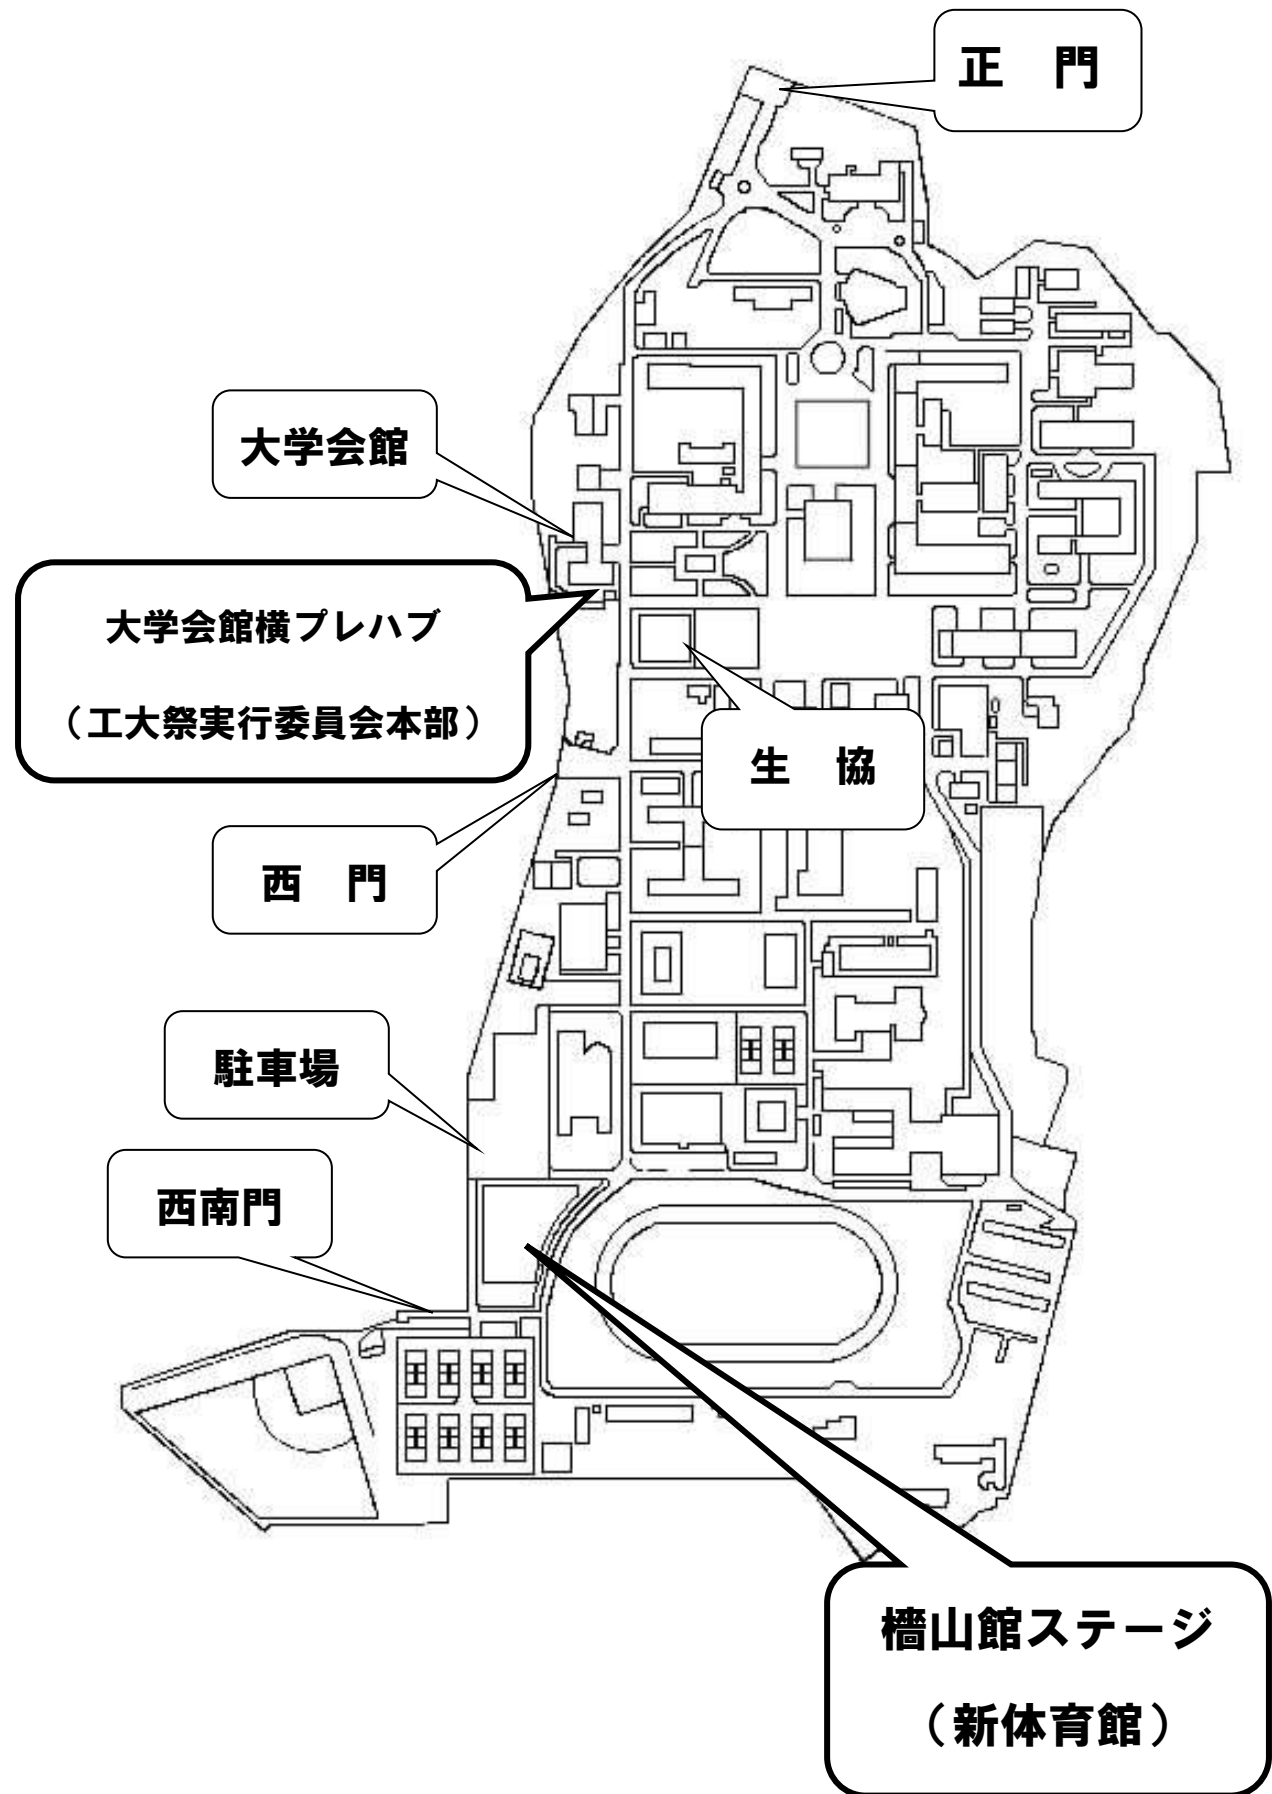 正　門
大学会館
大学会館横プレハブ
（工大祭実行委員会本部）
生　協
西　門
駐車場
西南門
檣山館ステージ
（新体育館）